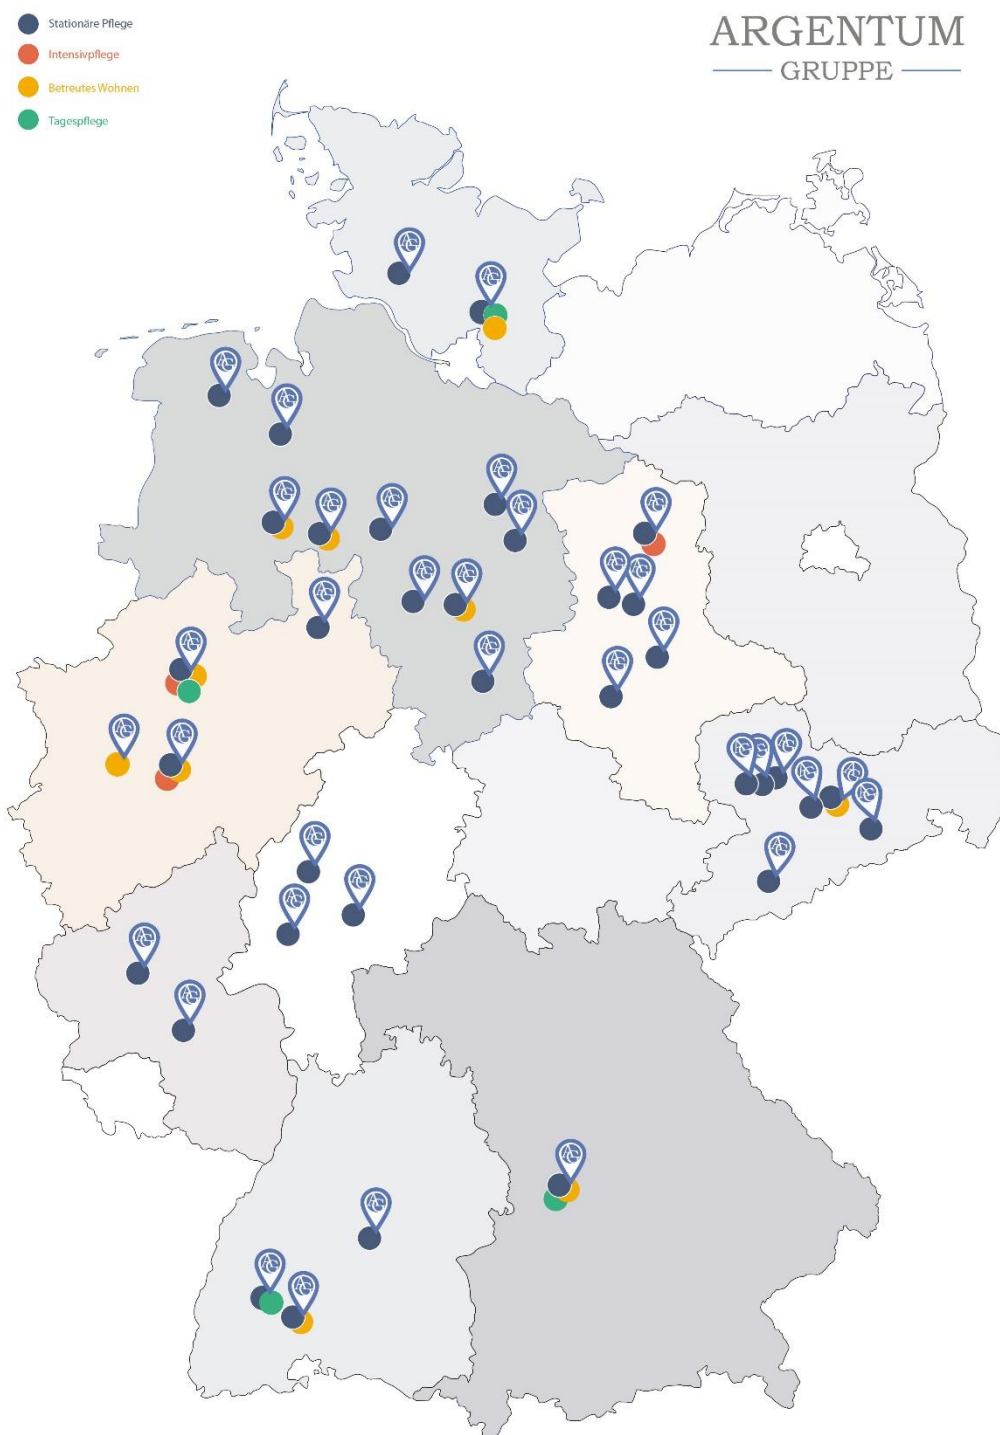 Stationäre Pflege
Intensivpflege
Betreutes Wohnen
Tagespflege
ARGENTUM
GRUPPE